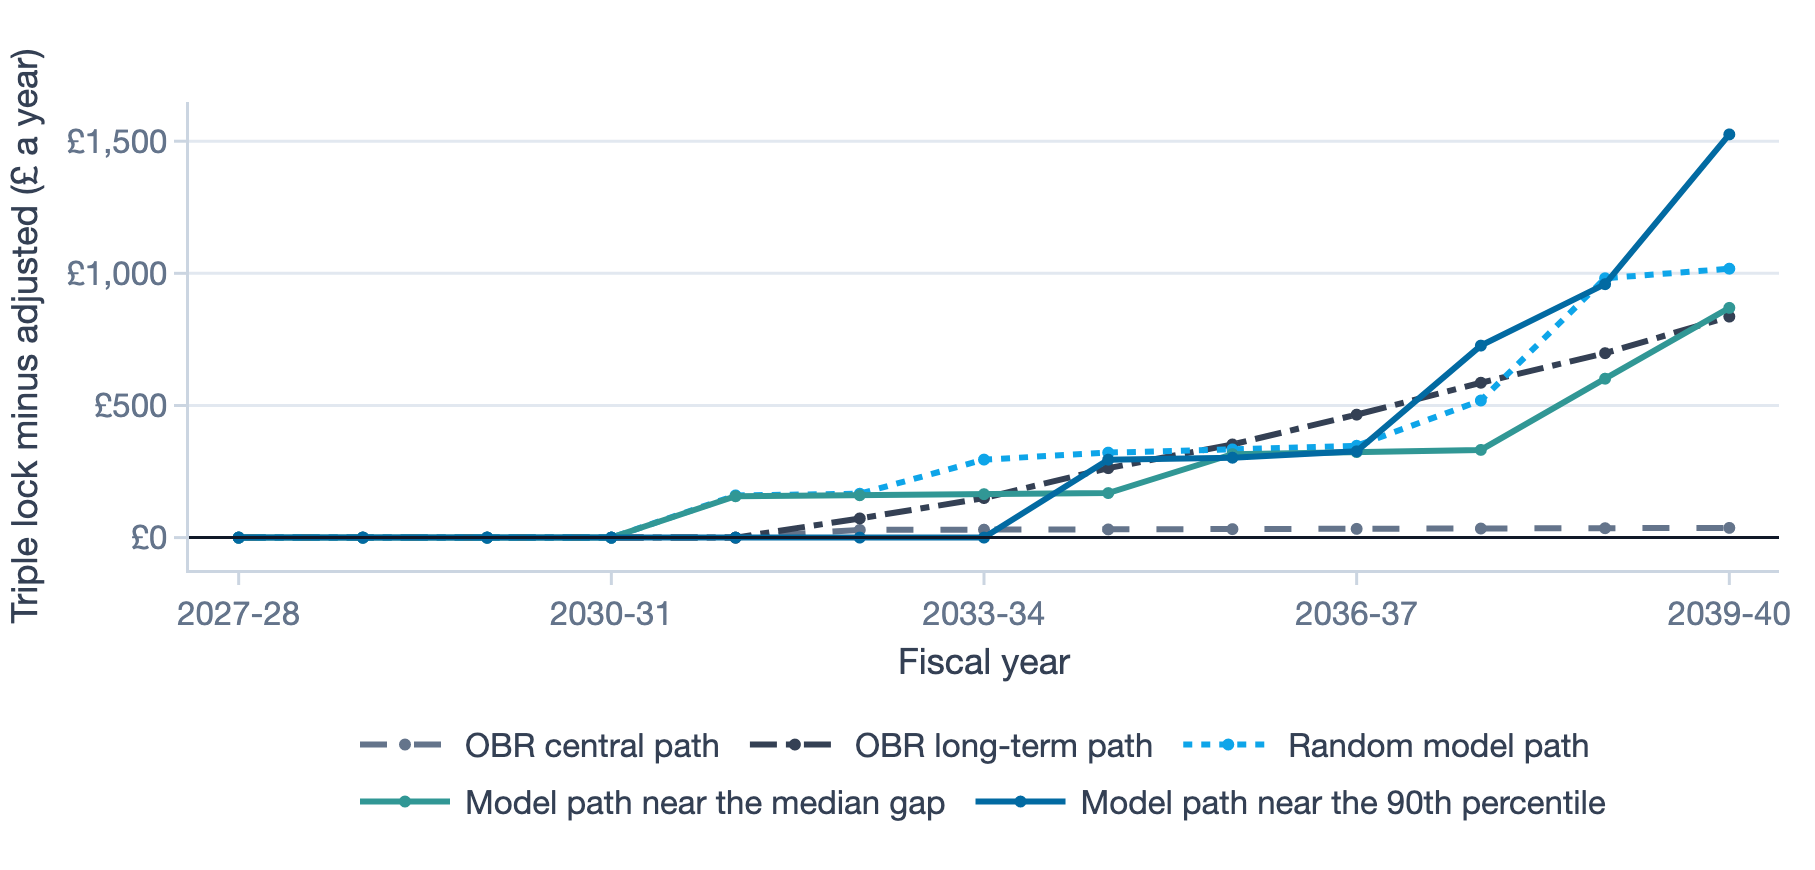 Triple lock minus adjusted (£ a year)
£1,500
£1,000
£500
£0
2027-28 2030-31 2033-34 2036-37 2039-40
Fiscal year
OBR central path OBR long-term path Random model path
Model path near the median gap Model path near the 90th percentile